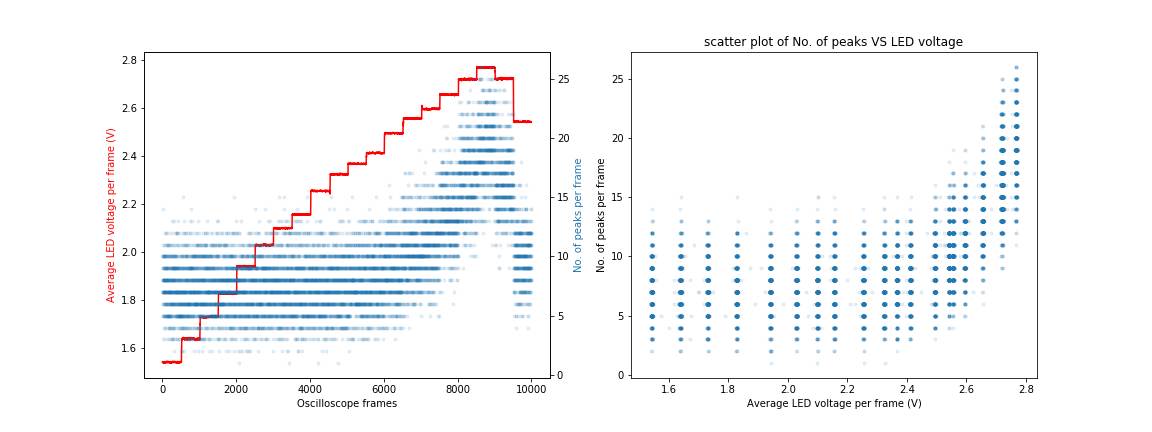 scatter plot of No. of peaks VS LED voltage
2.8
2.6
2.4
2.2
2.0
1.8
1.6
Average LED voltage per frame (V)
25
20
15
10
5
0
No. of peaks per frame
0 2000 4000 6000 8000 10000
Oscilloscope frames
25
20
15
10
5
0
No. of peaks per frame
1.6 1.8 2.0 2.2 2.4 2.6 2.8
Average LED voltage per frame (V)